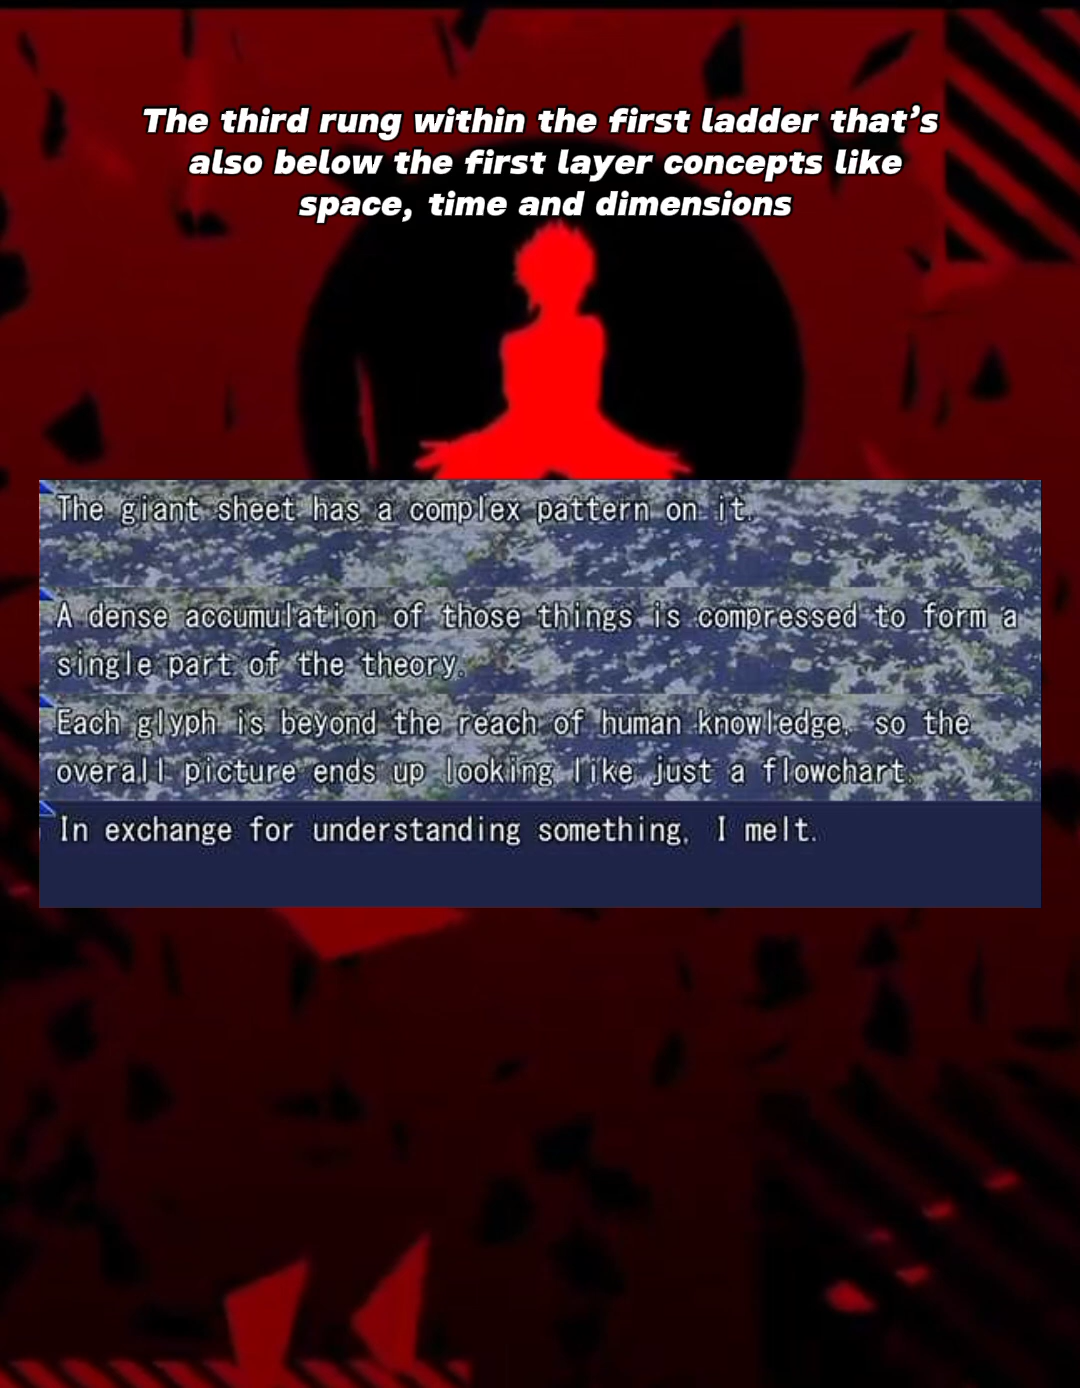 The third rung within the first ladder that's
also below the first layer concepts like
space, time and dimensions
The giant sheet has a complex pattern on it.
A dense accumulation of those things is compressed to form a
single part of the theory.
Each glyph is beyond the reach of human knowledge, so the
overall picture ends up looking like just a flowchart.
In exchange for understanding something, I melt.